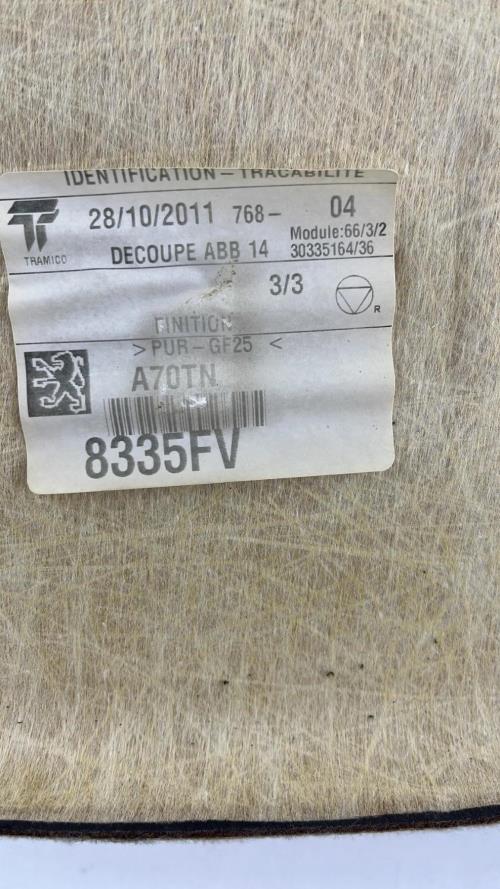 IDENTIFICATION – TRACABILITE
28/10/2011 768– 04
TRAMICO
DECOUPE ABB 14
Module:66/3/2
30335164/36
3/3
R
FINITION
>PUR–GF25 <
A70TN
8335FV